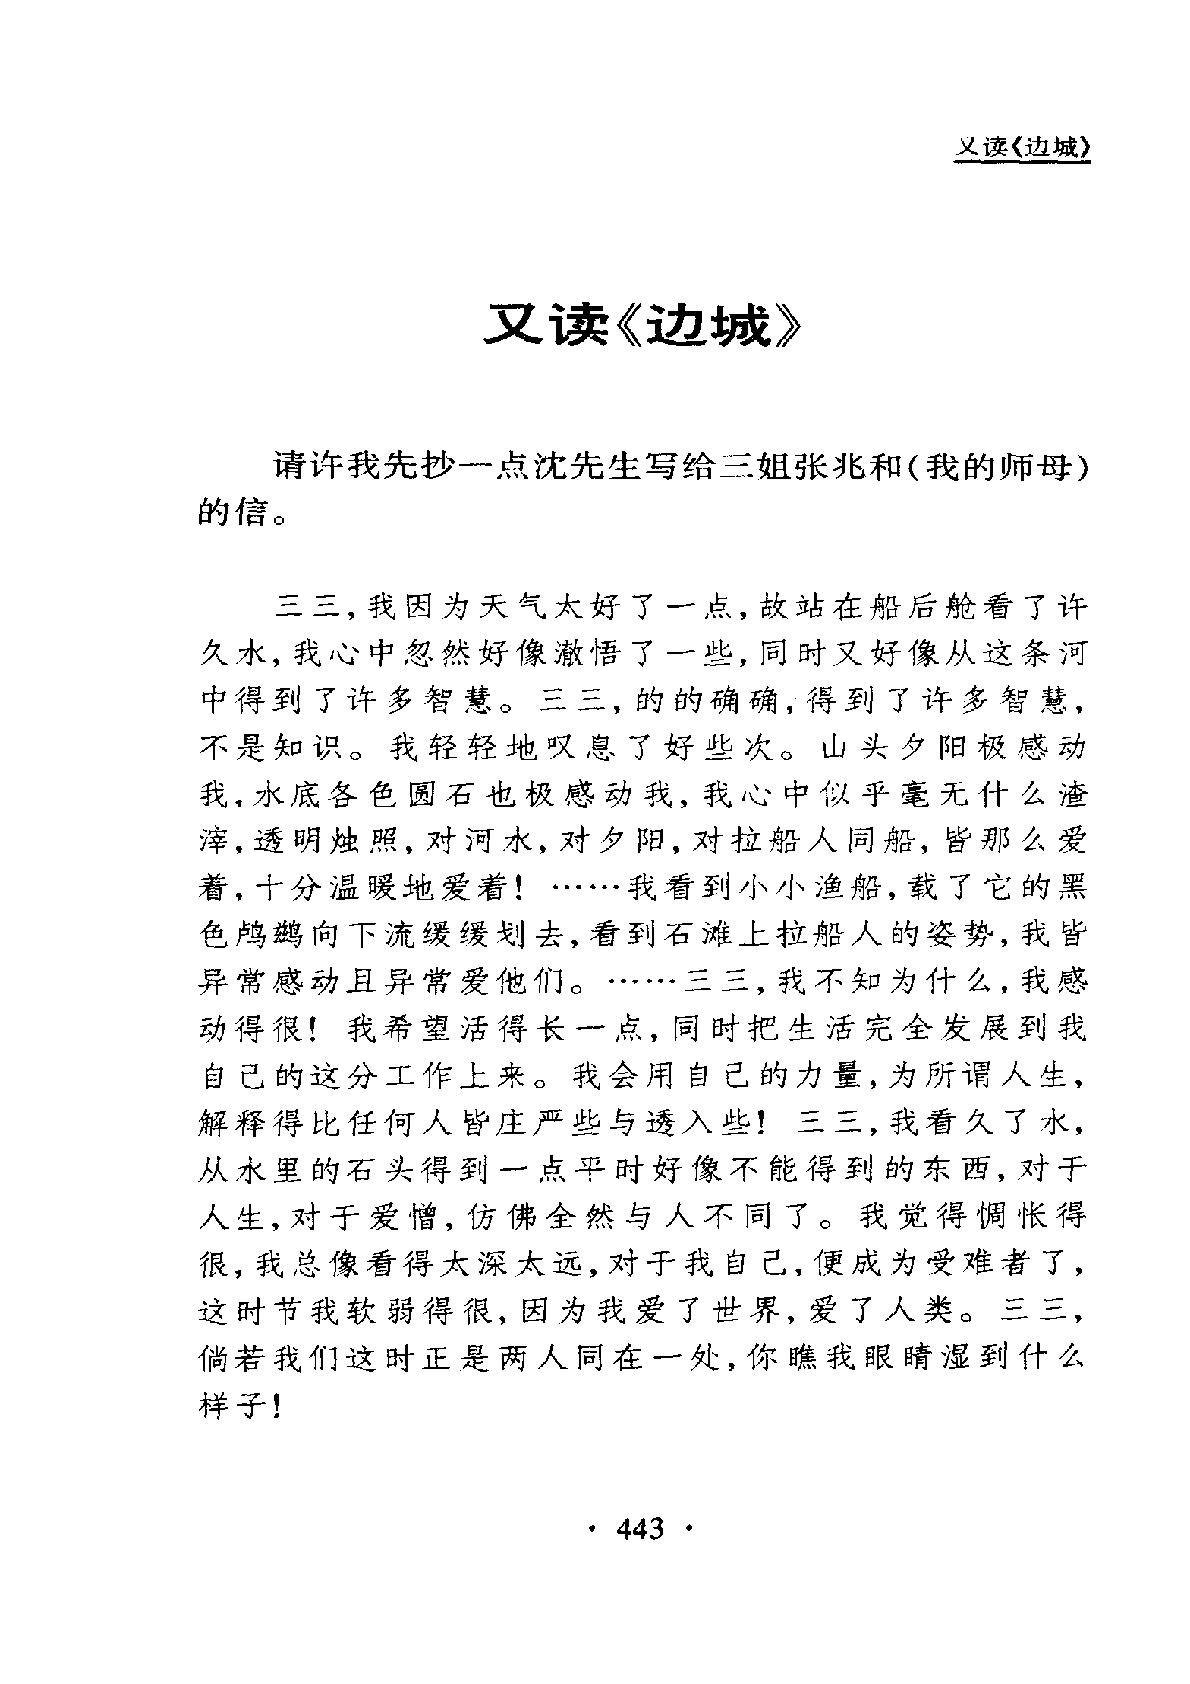 又读《边城》
又读《边城》
请许我先抄一点沈先生写给三姐张兆和(我的师母)
的信。
三三,我因为天气太好了一点,故站在船后舱看了许
久水,我心中忽然好像澈悟了一些,同时又好像从这条河
中得到了许多智慧。三三,的的确确,得到了许多智慧,
不是知识。我轻轻地叹息了好些次。山头夕阳极感动
我,水底各色圆石也极感动我,我心中似乎毫无什么渣
滓,透明烛照,对河水,对夕阳,对拉船人同船,皆那么爱
着,十分温暖地爱着!……我看到小小渔船,载了它的黑
色鸬鹚向下流缓缓划去,看到石滩上拉船人的姿势,我皆
异常感动且异常爱他们。……三三,我不知为什么,我感
动得很!我希望活得长一点,同时把生活完全发展到我
自己的这分工作上来。我会用自己的力量,为所谓人生,
解释得比任何人皆庄严些与透入些!三三,我看久了水,
从水里的石头得到一点平时好像不能得到的东西,对于
人生,对于爱憎,仿佛全然与人不同了。我觉得惆怅得
很,我总像看得太深太远,对于我自己,便成为受难者了,
这时节我软弱得很,因为我爱了世界,爱了人类。三三,
倘若我们这时正是两人同在一处,你瞧我眼睛湿到什么
样子!
· 443 ·